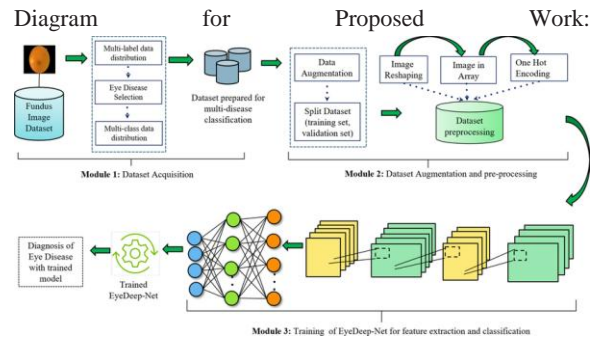 Diagram for Proposed Work:
Fundus
Image
Dataset
Multi-label data
distribution
Eye Disease
Selection
Multi-class data
distribution
Dataset prepared for
multi-disease
classification
Module 1: Dataset Acquisition
Data
Augmentation
Split Dataset
(training set,
validation set)
Image
Reshaping
Image in
Array
One Hot
Encoding
Dataset
preprocessing
Module 2: Dataset Augmentation and pre-processing
Diagnosis of
Eye Disease
with trained
model
Trained
EyeDeep-Net
Module 3: Training of EyeDeep-Net for feature extraction and classification